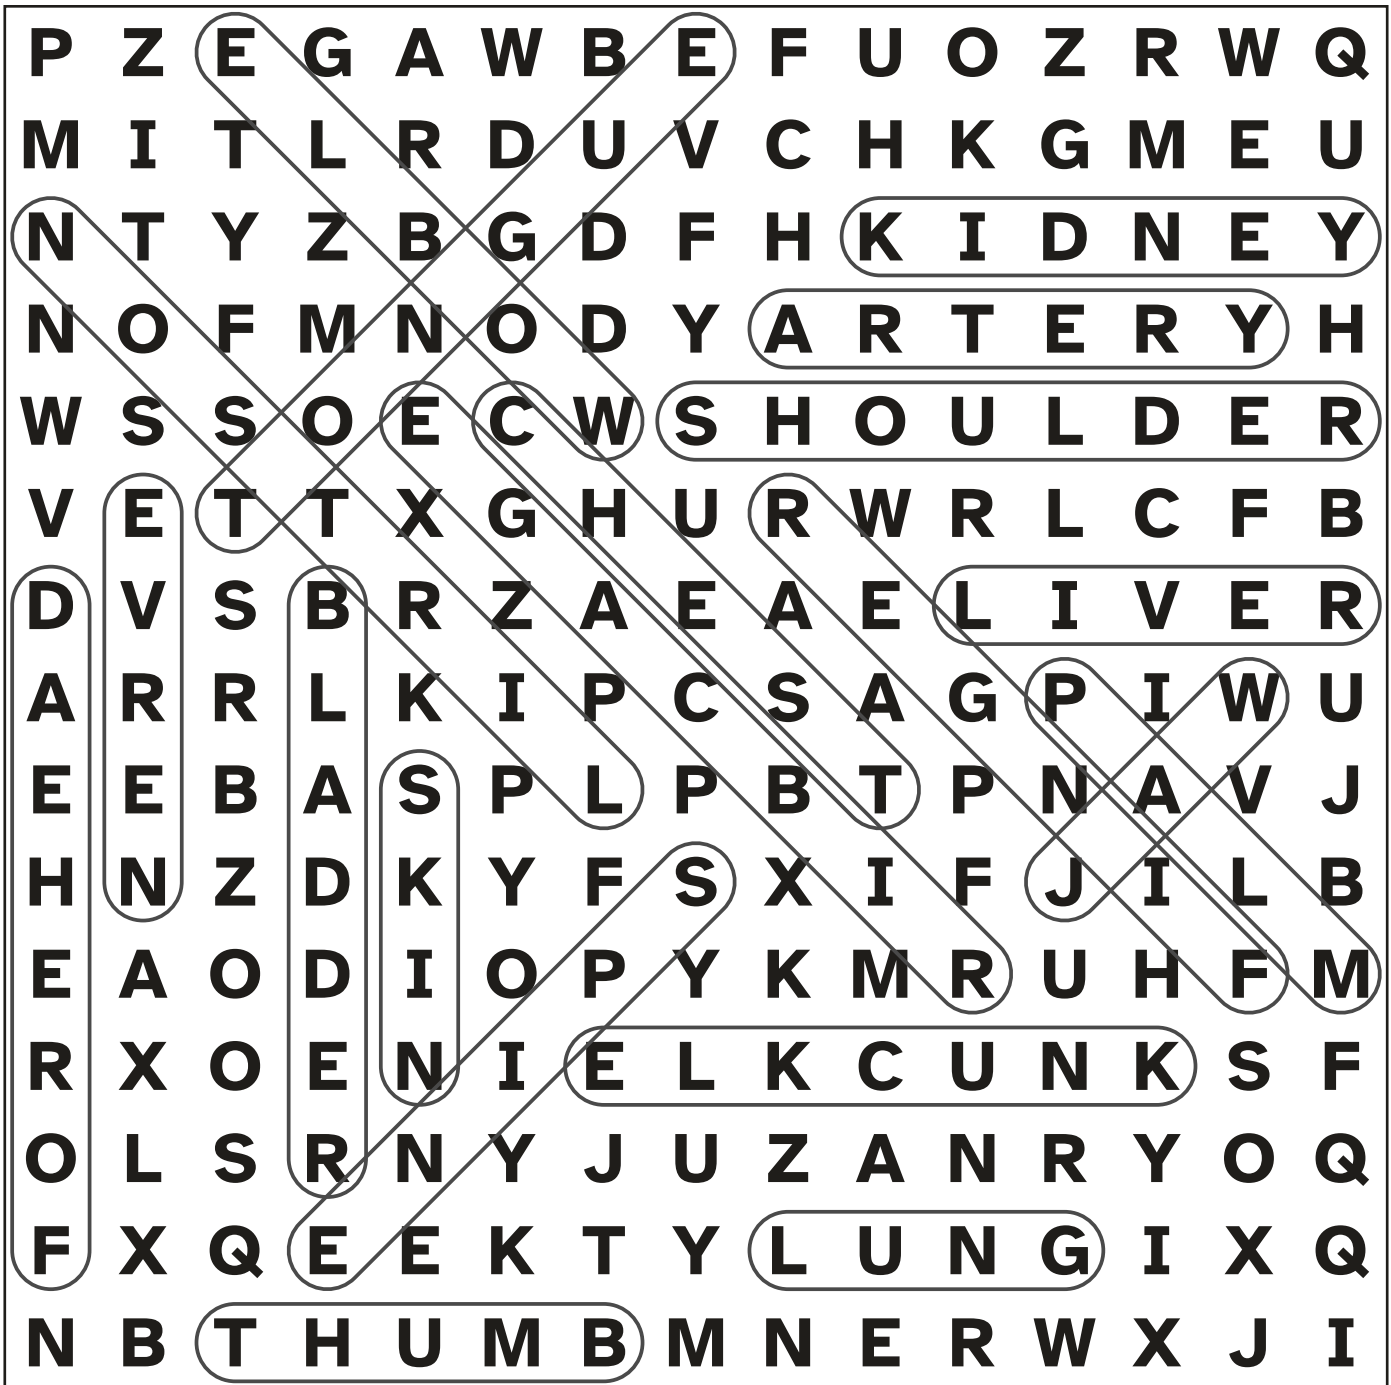 P Z E G A W B E F U O Z R W Q
M I T L R D U V C H K G M E U
N T Y Z B G D F H K I D N E Y
N O F M N O D Y A R T E R Y H
W S S O E C W S H O U L D E R
V E T T X G H U R W R L C F B
D V S B R Z A E A E L I V E R
A R R L K I P C S A G P I W U
E E B A S P L P B T P N A V J
H N Z D K Y F S X I F J I L B
E A O D I O P Y K M R U H F M
R X O E N I E L K C U N K S F
O L S R N Y J U Z A N R Y O Q
F X Q E E K T Y L U N G I X Q
N B T H U M B M N E R W X J I